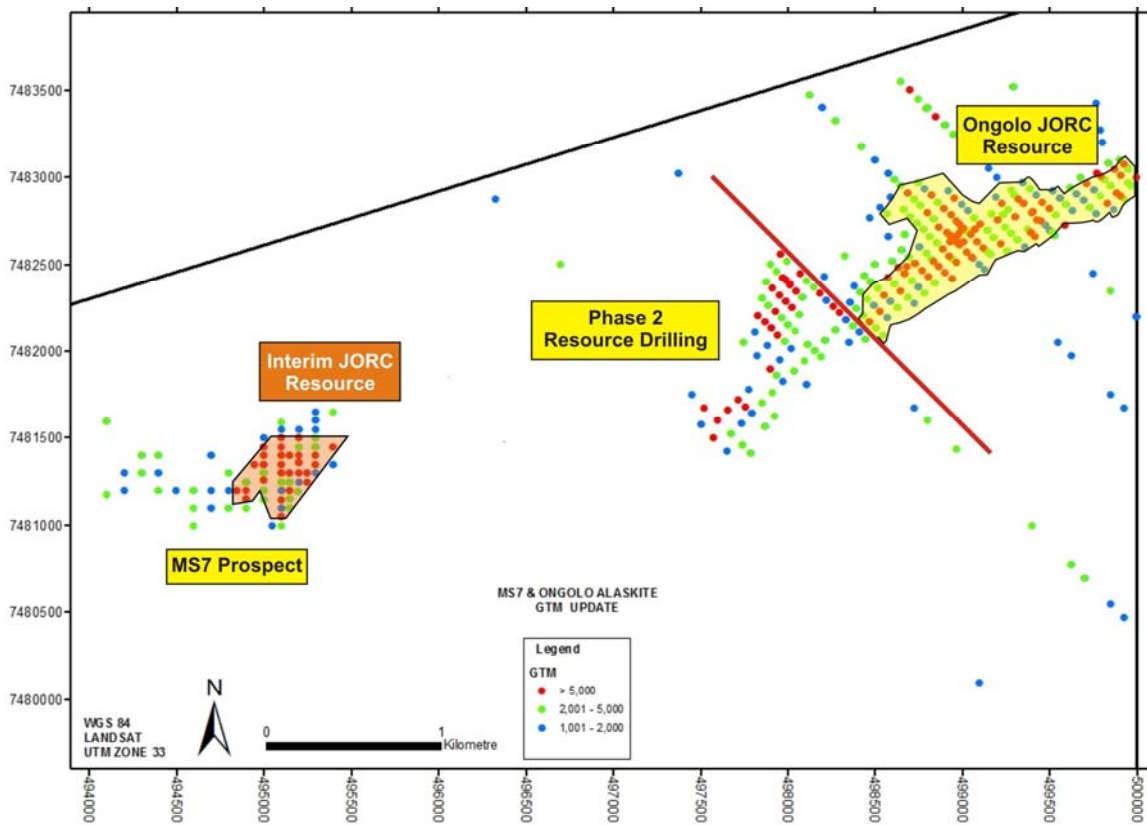 7483500
7483000
7482500
7482000
7481500
7481000
7480500
7480000
Ongolo JORC
Resource
Phase 2
Resource Drilling
Interim JORC
Resource
MS7 Prospect
MS7 & ONGOLO ALASKITE
GTM UPDATE
Legend
GTM
> 5,000
2,001 - 5,000
1,001 - 2,000
N
WGS 84
LANDSAT
UTM ZONE 33
0
1
Kilometre
494000
494500
495000
495500
496000
496500
497000
497500
498000
498500
499000
499500
500000